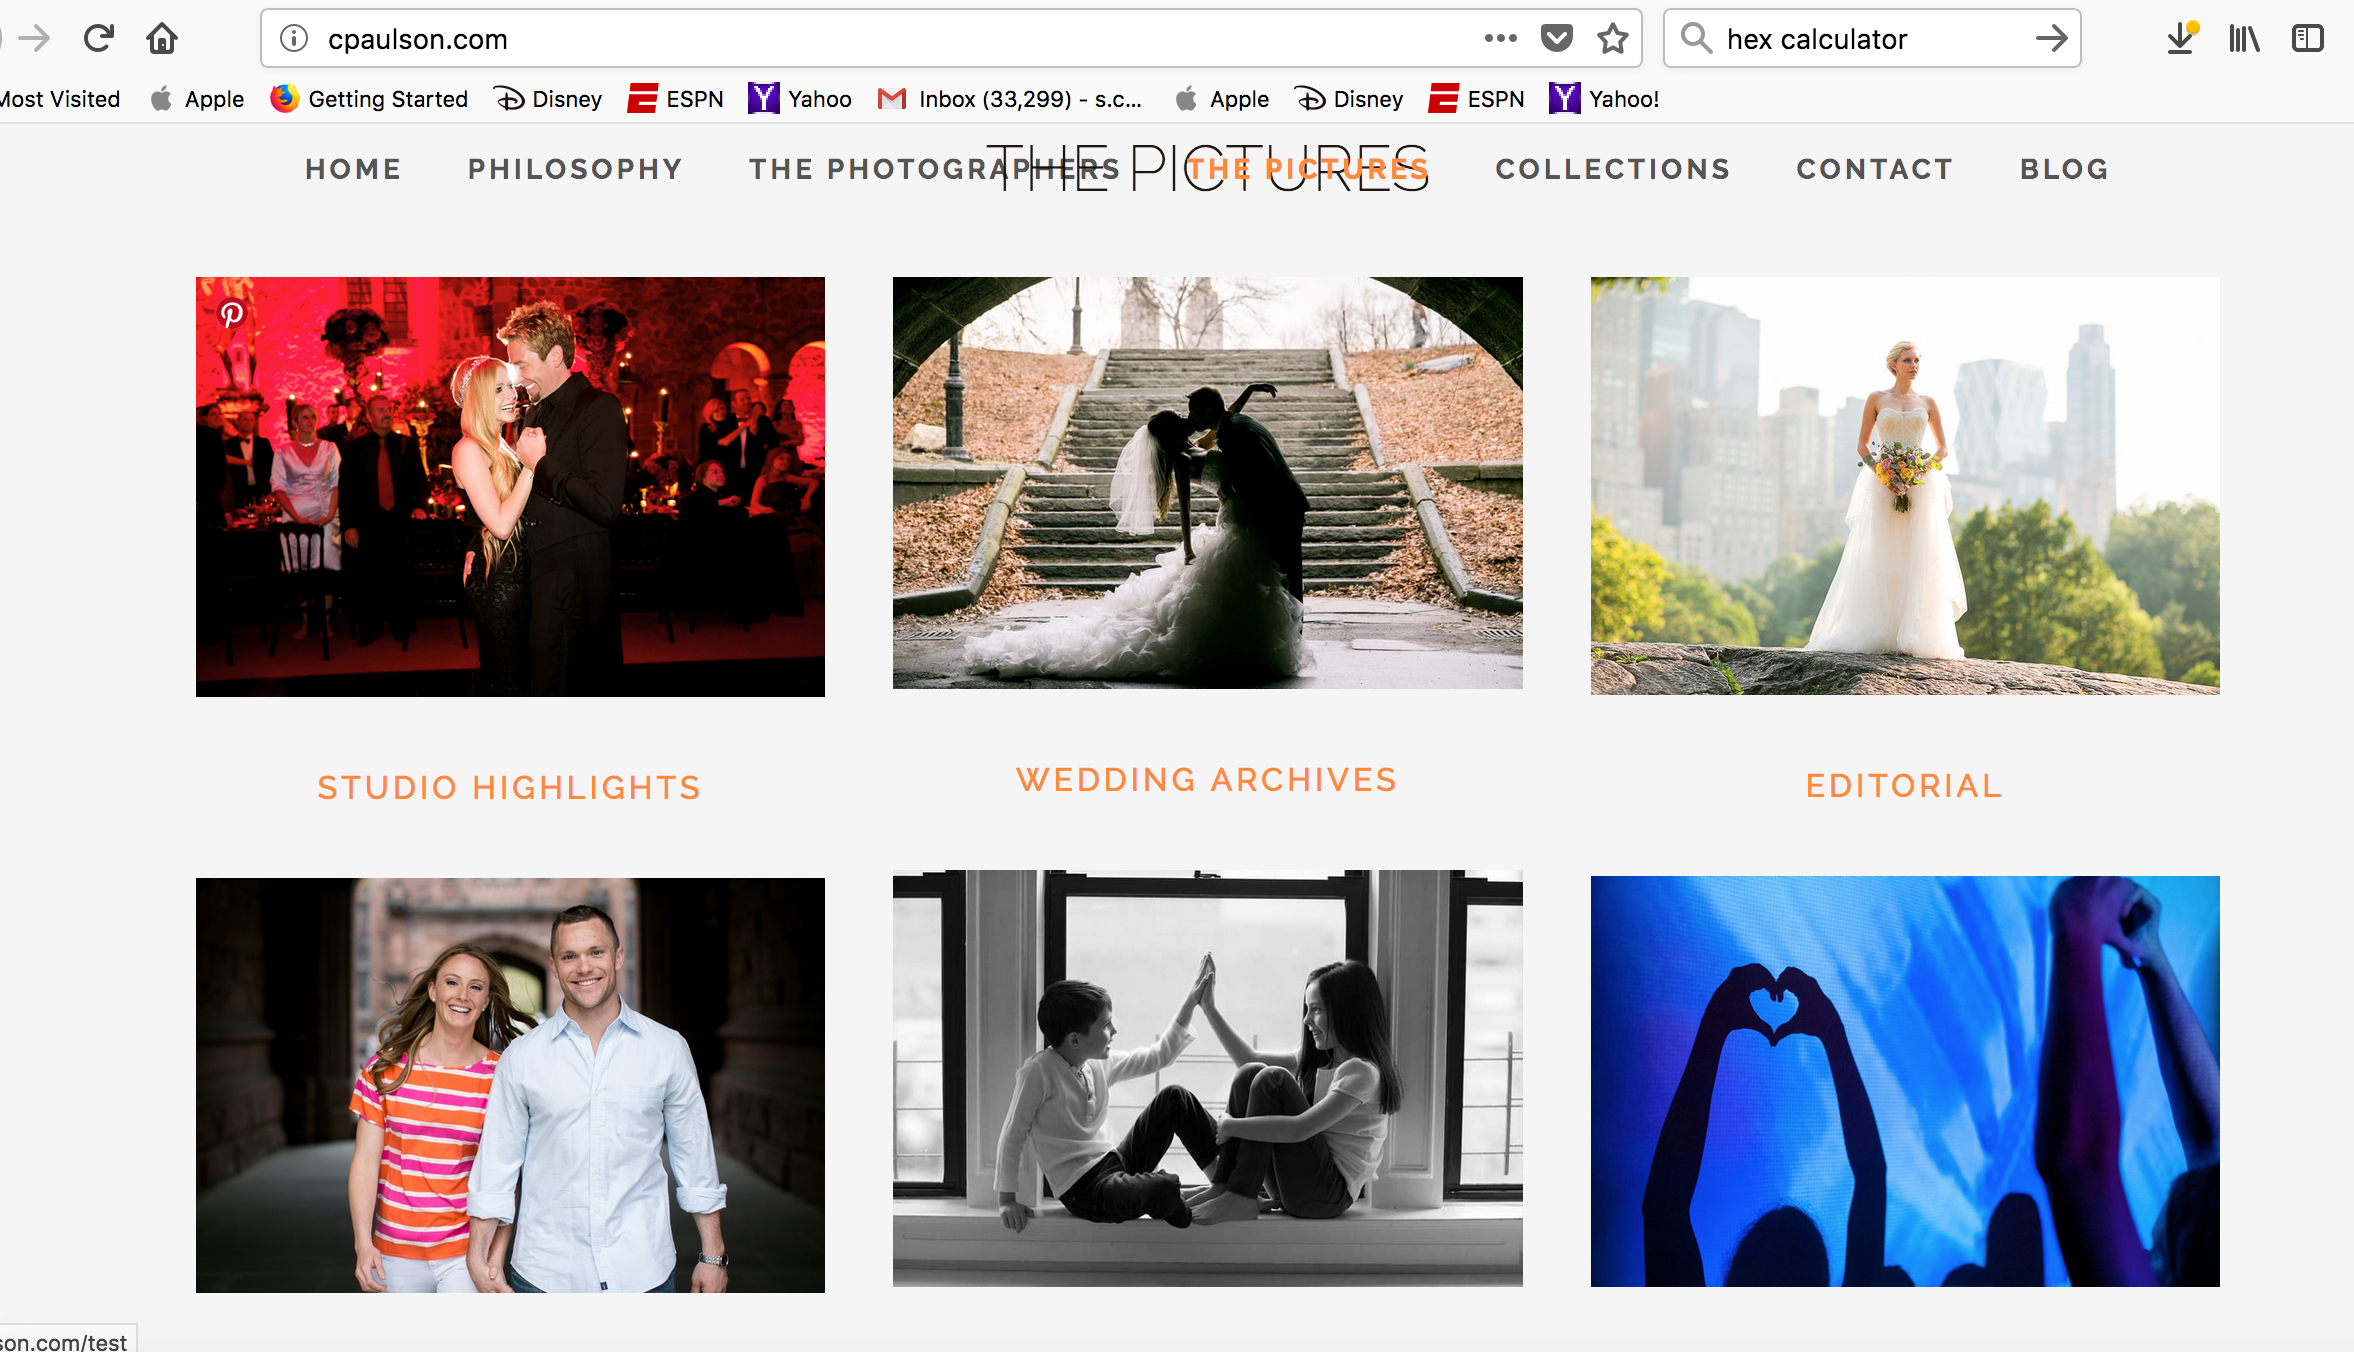 cpaulson.com
hex calculator
Most Visited Apple Getting Started Disney ESPN Yahoo Inbox (33,299) - s.c... Apple Disney ESPN Yahoo!
THE PICTURES
HOME PHILOSOPHY THE PHOTOGRAPHERS THE PICTURES COLLECTIONS CONTACT BLOG
STUDIO HIGHLIGHTS
WEDDING ARCHIVES
EDITORIAL
son.com/test